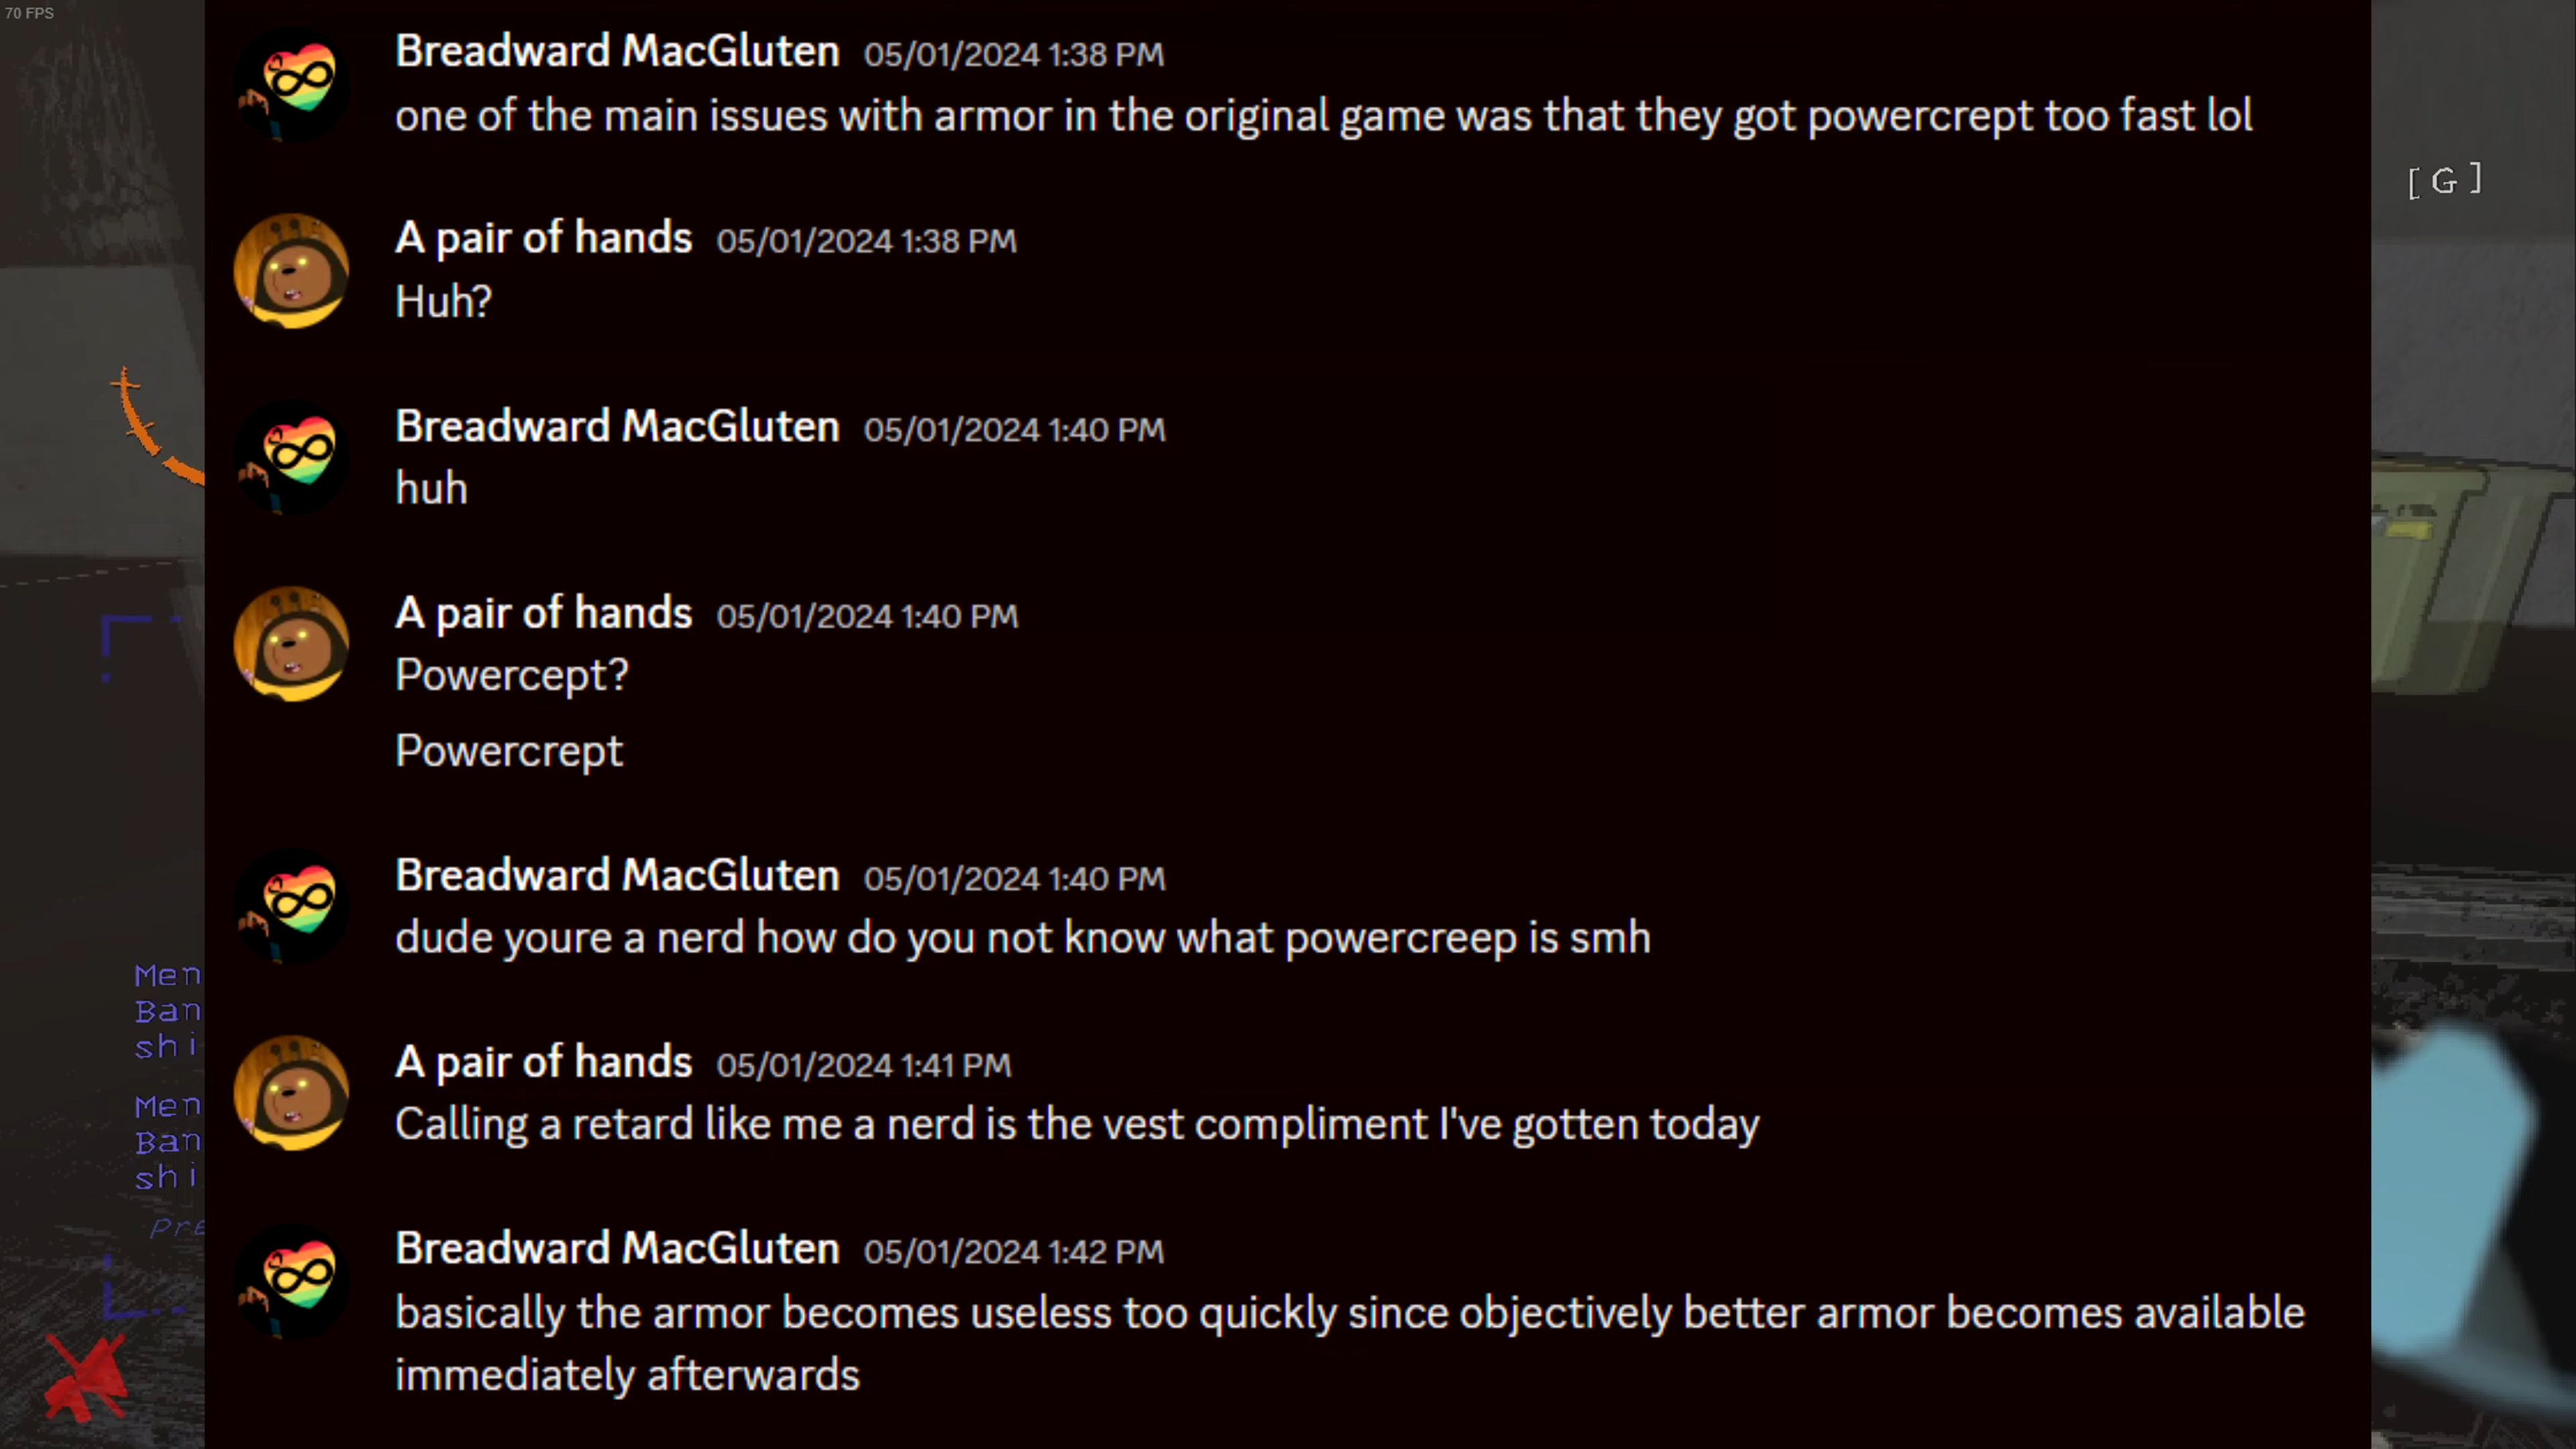 70 FPS
Breadward MacGluten 05/01/2024 1:38 PM
one of the main issues with armor in the original game was that they got powercrept too fast lol
[ G ]
A pair of hands 05/01/2024 1:38 PM
Huh?
Breadward MacGluten 05/01/2024 1:40 PM
huh
A pair of hands 05/01/2024 1:40 PM
Powercept?
Powercrept
Breadward MacGluten 05/01/2024 1:40 PM
dude youre a nerd how do you not know what powercreep is smh
Men
Ban
shi
A pair of hands 05/01/2024 1:41 PM
Calling a retard like me a nerd is the vest compliment I've gotten today
Men
Ban
shi
Pre
Breadward MacGluten 05/01/2024 1:42 PM
basically the armor becomes useless too quickly since objectively better armor becomes available
immediately afterwards